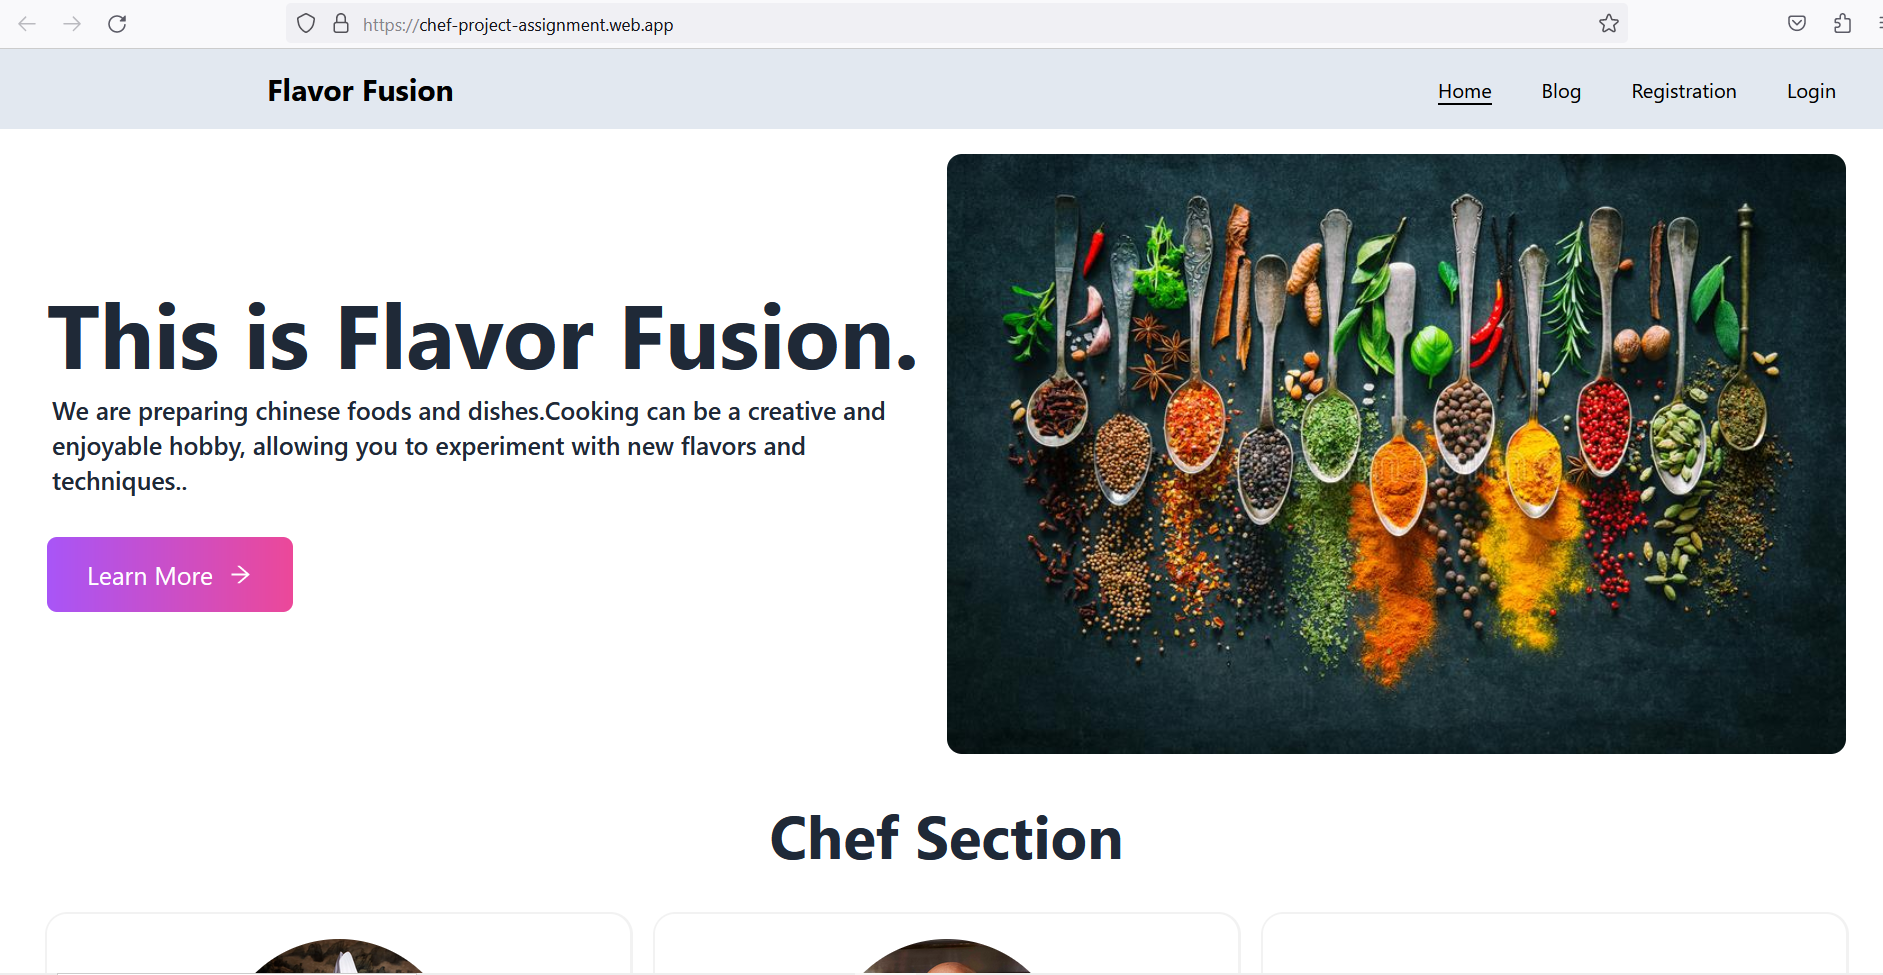 https://chef-project-assignment.web.app
Flavor Fusion
Home Blog Registration Login
This is Flavor Fusion.
We are preparing chinese foods and dishes.Cooking can be a creative and
enjoyable hobby, allowing you to experiment with new flavors and
techniques..
Learn More
Chef Section